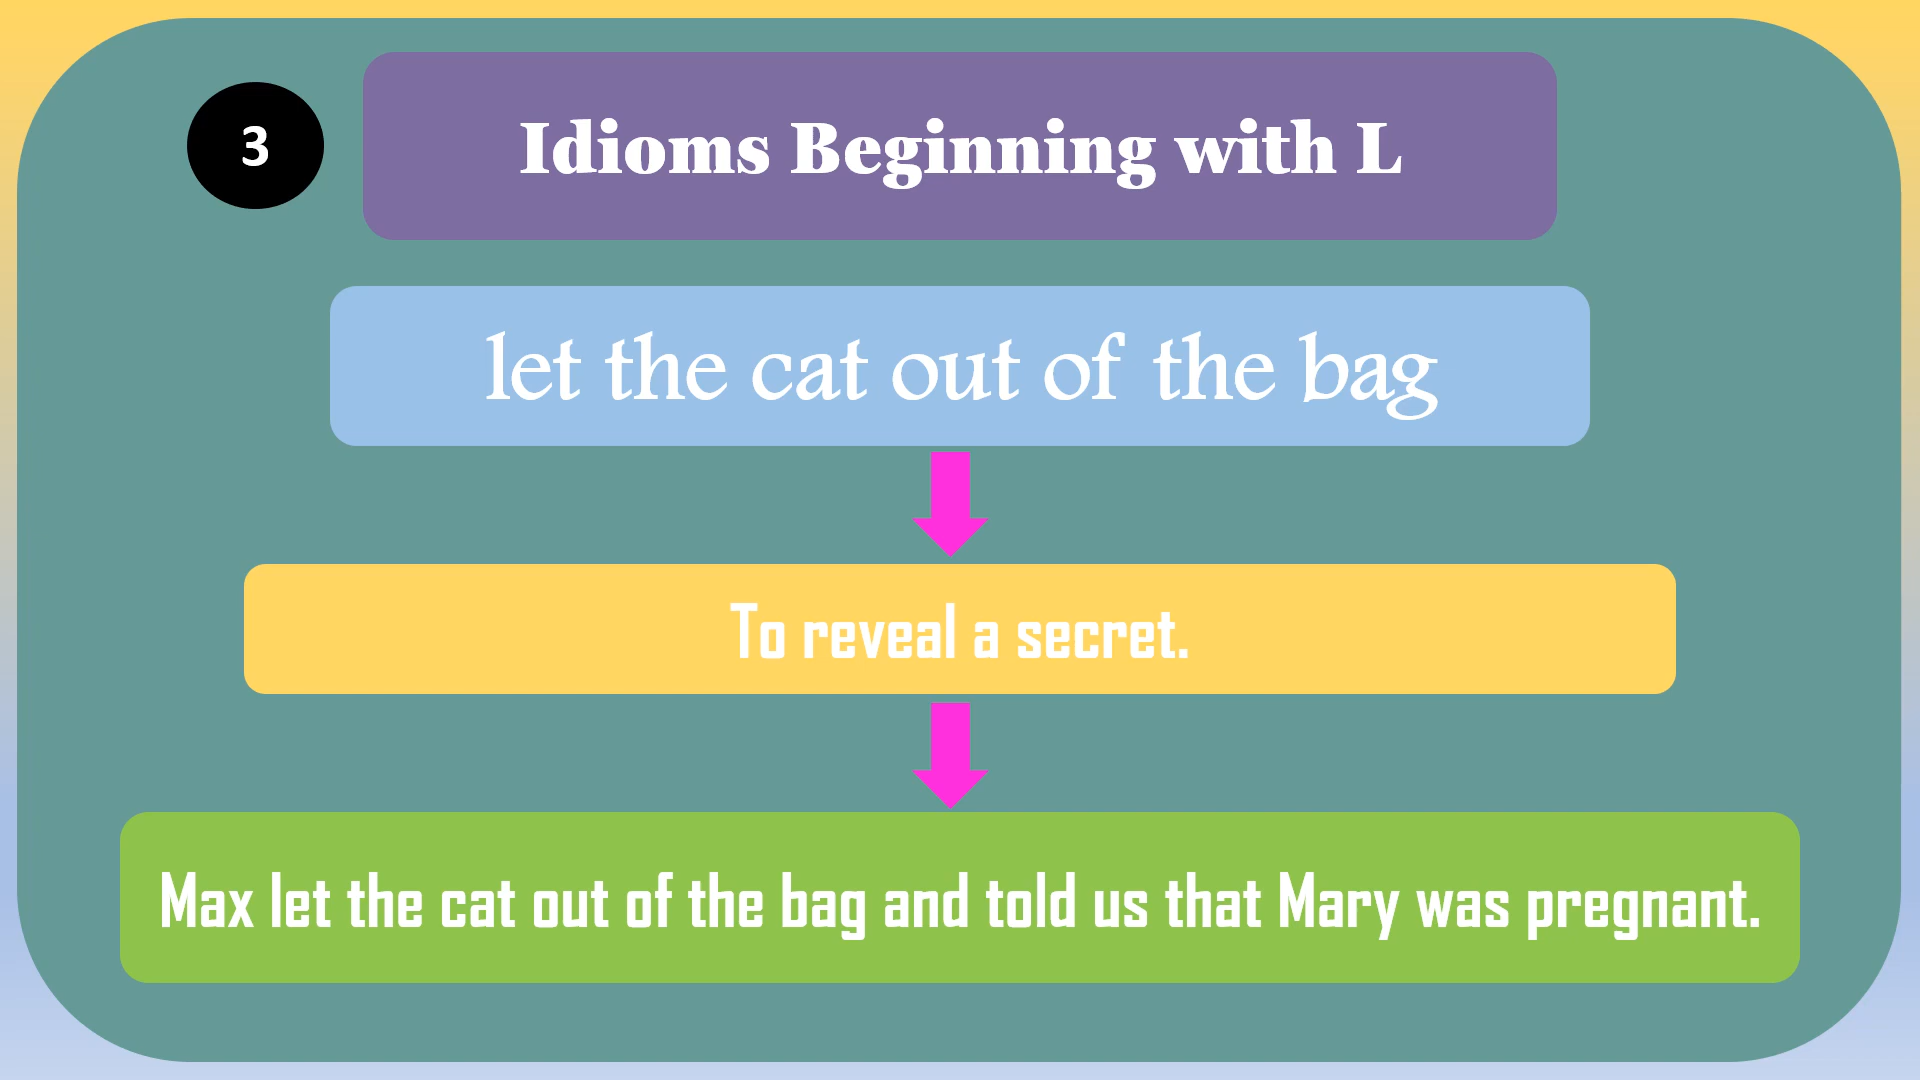 3
Idioms Beginning with L
let the cat out of the bag
To reveal a secret.
Max let the cat out of the bag and told us that Mary was pregnant.